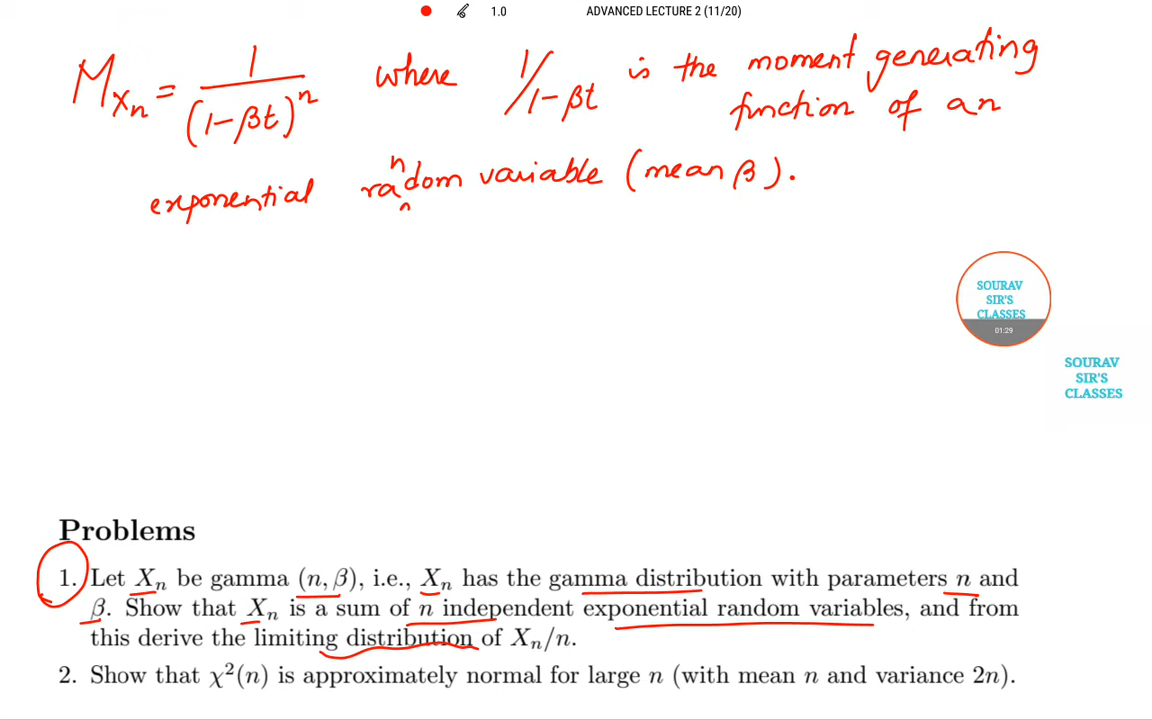 1.0 ADVANCED LECTURE 2 (11/20)
M_{X_n} = 1/(1-βt)^n where 1/1-βt is the moment generating
function of an
exponential random variable (mean β).
SOURAV
SIR'S
CLASSES
01:29
SOURAV
SIR'S
CLASSES
Problems
1. Let X_n be gamma (n, β), i.e., X_n has the gamma distribution with parameters n and
β. Show that X_n is a sum of n independent exponential random variables, and from
this derive the limiting distribution of X_n/n.
2. Show that χ²(n) is approximately normal for large n (with mean n and variance 2n).